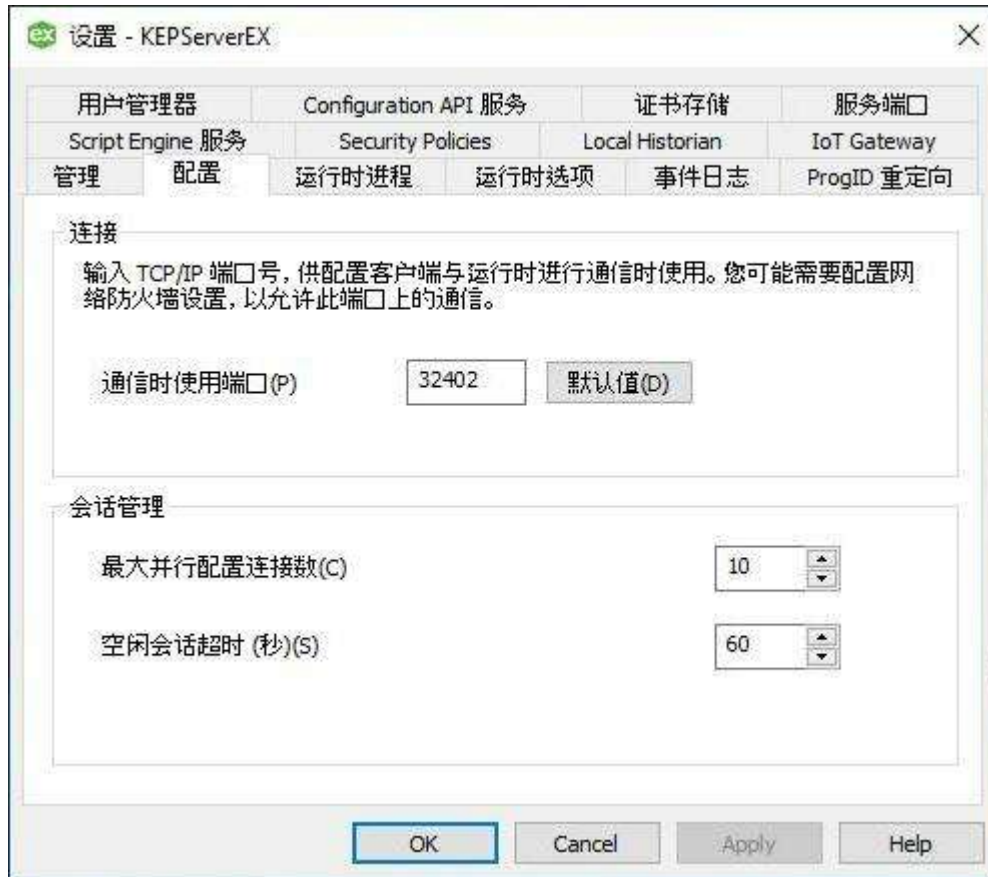 设置 - KEPServerEX
用户管理器 Configuration API 服务 证书存储 服务端口
Script Engine 服务 Security Policies Local Historian IoT Gateway
管理 配置 运行时进程 运行时选项 事件日志 ProgID 重定向
连接
输入 TCP/IP 端口号，供配置客户端与运行时进行通信时使用。您可能需要配置网
络防火墙设置，以允许此端口上的通信。
通信时使用端口(P) 32402 默认值(D)
会话管理
最大并行配置连接数(C) 10
空闲会话超时 (秒)(S) 60
OK Cancel Apply Help